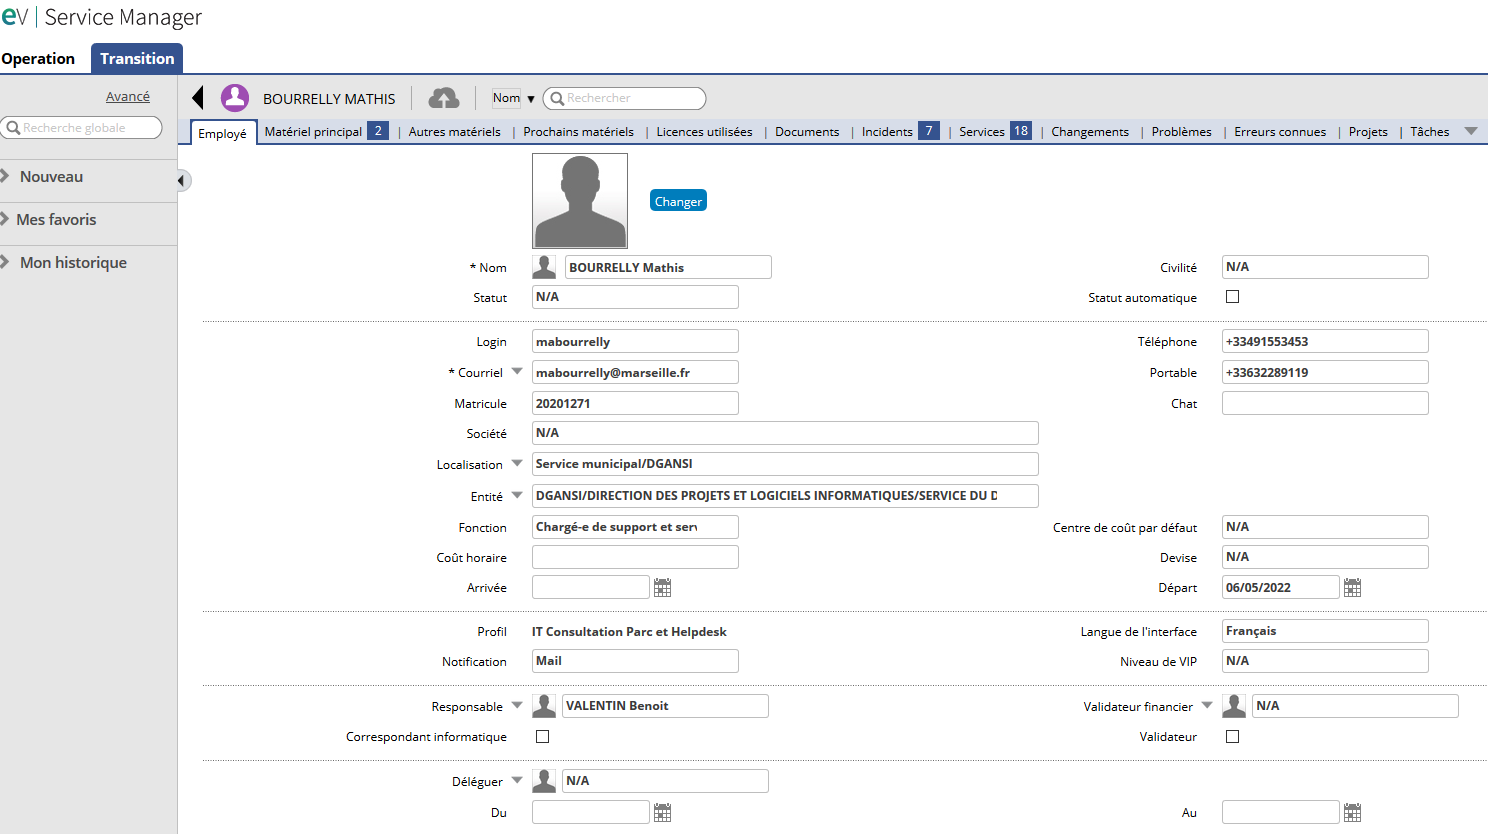 eV | Service Manager
Operation Transition
Avancé
BOURRELLY MATHIS Nom ▼ Rechercher
Recherche globale
Employé Matériel principal 2 | Autres matériels | Prochains matériels | Licences utilisées | Documents | Incidents 7 | Services 18 | Changements | Problèmes | Erreurs connues | Projets | Tâches
Nouveau
Mes favoris
Mon historique
Changer
* Nom BOURRELLY Mathis Civilité N/A
Statut N/A Statut automatique
Login mabourrelly Téléphone +33491553453
* Courriel mabourrelly@marseille.fr Portable +33632289119
Matricule 20201271 Chat
Société N/A
Localisation Service municipal/DGANSI
Entité DGANSI/DIRECTION DES PROJETS ET LOGICIELS INFORMATIQUES/SERVICE DU D
Fonction Chargé-e de support et serv Centre de coût par défaut N/A
Coût horaire Devise N/A
Arrivée Départ 06/05/2022
Profil IT Consultation Parc et Helpdesk Langue de l'interface Français
Notification Mail Niveau de VIP N/A
Responsable VALENTIN Benoit Validateur financier N/A
Correspondant informatique Validateur
Déléguer N/A
Du Au